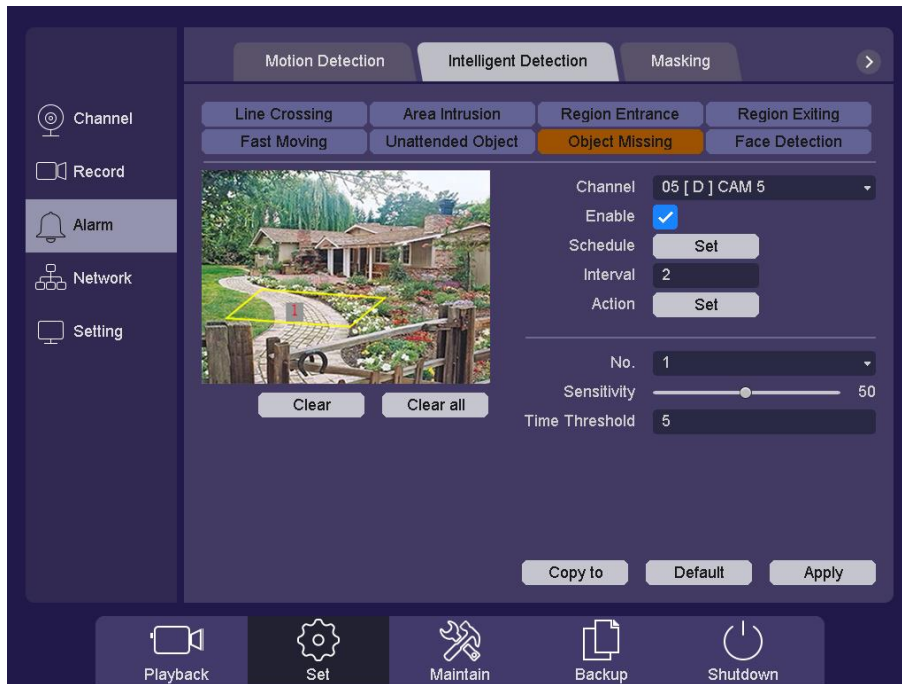 Motion Detection Intelligent Detection Masking >
Channel
Record
Alarm
Network
Setting
Line Crossing Area Intrusion Region Entrance Region Exiting
Fast Moving Unattended Object Object Missing Face Detection
Channel 05 [ D ] CAM 5
Enable
Schedule Set
Interval 2
Action Set
1
No. 1
Sensitivity 50
Time Threshold 5
Clear Clear all
Copy to Default Apply
Playback Set Maintain Backup Shutdown